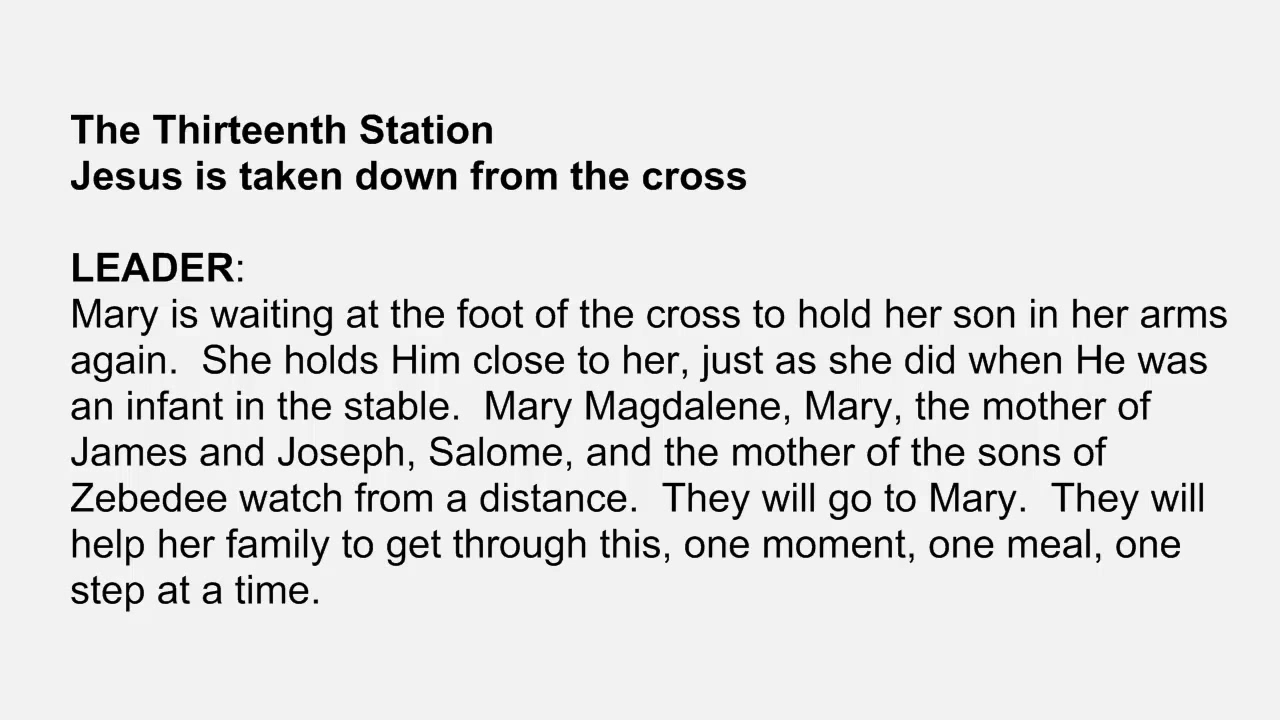 The Thirteenth Station
Jesus is taken down from the cross
LEADER:
Mary is waiting at the foot of the cross to hold her son in her arms
again.  She holds Him close to her, just as she did when He was
an infant in the stable.  Mary Magdalene, Mary, the mother of
James and Joseph, Salome, and the mother of the sons of
Zebedee watch from a distance.  They will go to Mary.  They will
help her family to get through this, one moment, one meal, one
step at a time.